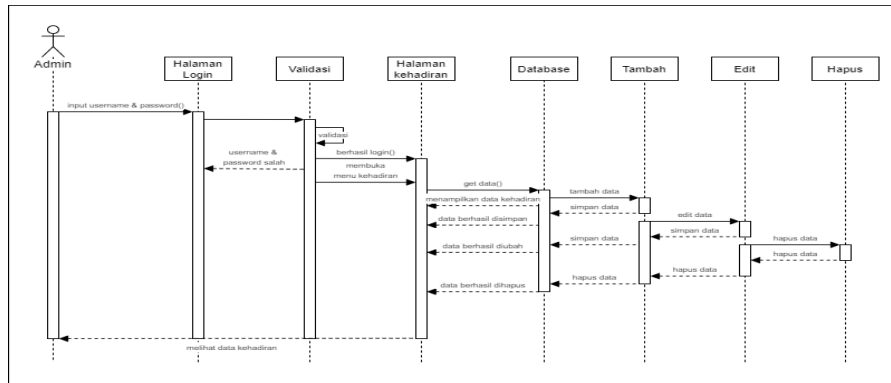 Admin
Halaman
Login
Validasi
Halaman
kehadiran
Database
Tambah
Edit
Hapus
input username & password()
validasi
username &
password salah
berhasil login()
membuka
menu kehadiran
get data()
tambah data
menampilkan data kehadiran
simpan data
edit data
data berhasil disimpan
simpan data
simpan data
hapus data
data berhasil diubah
hapus data
hapus data
hapus data
data berhasil dihapus
melihat data kehadiran